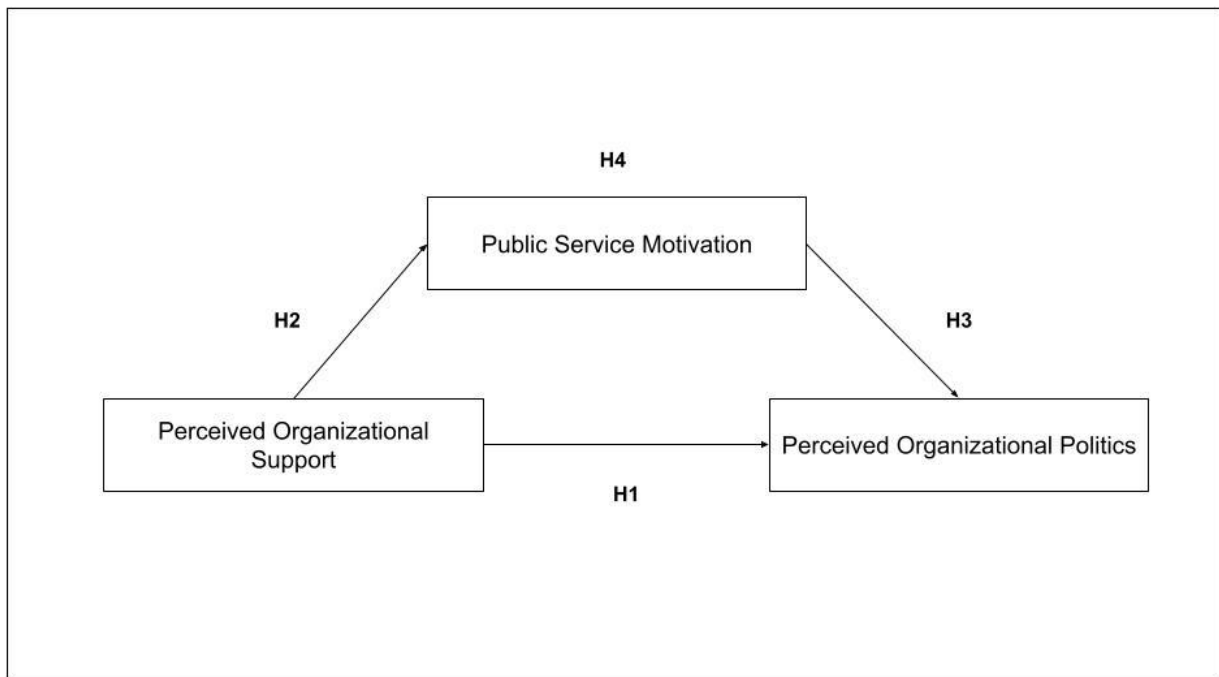 H4
Public Service Motivation
H2
H3
Perceived Organizational
Support
Perceived Organizational Politics
H1